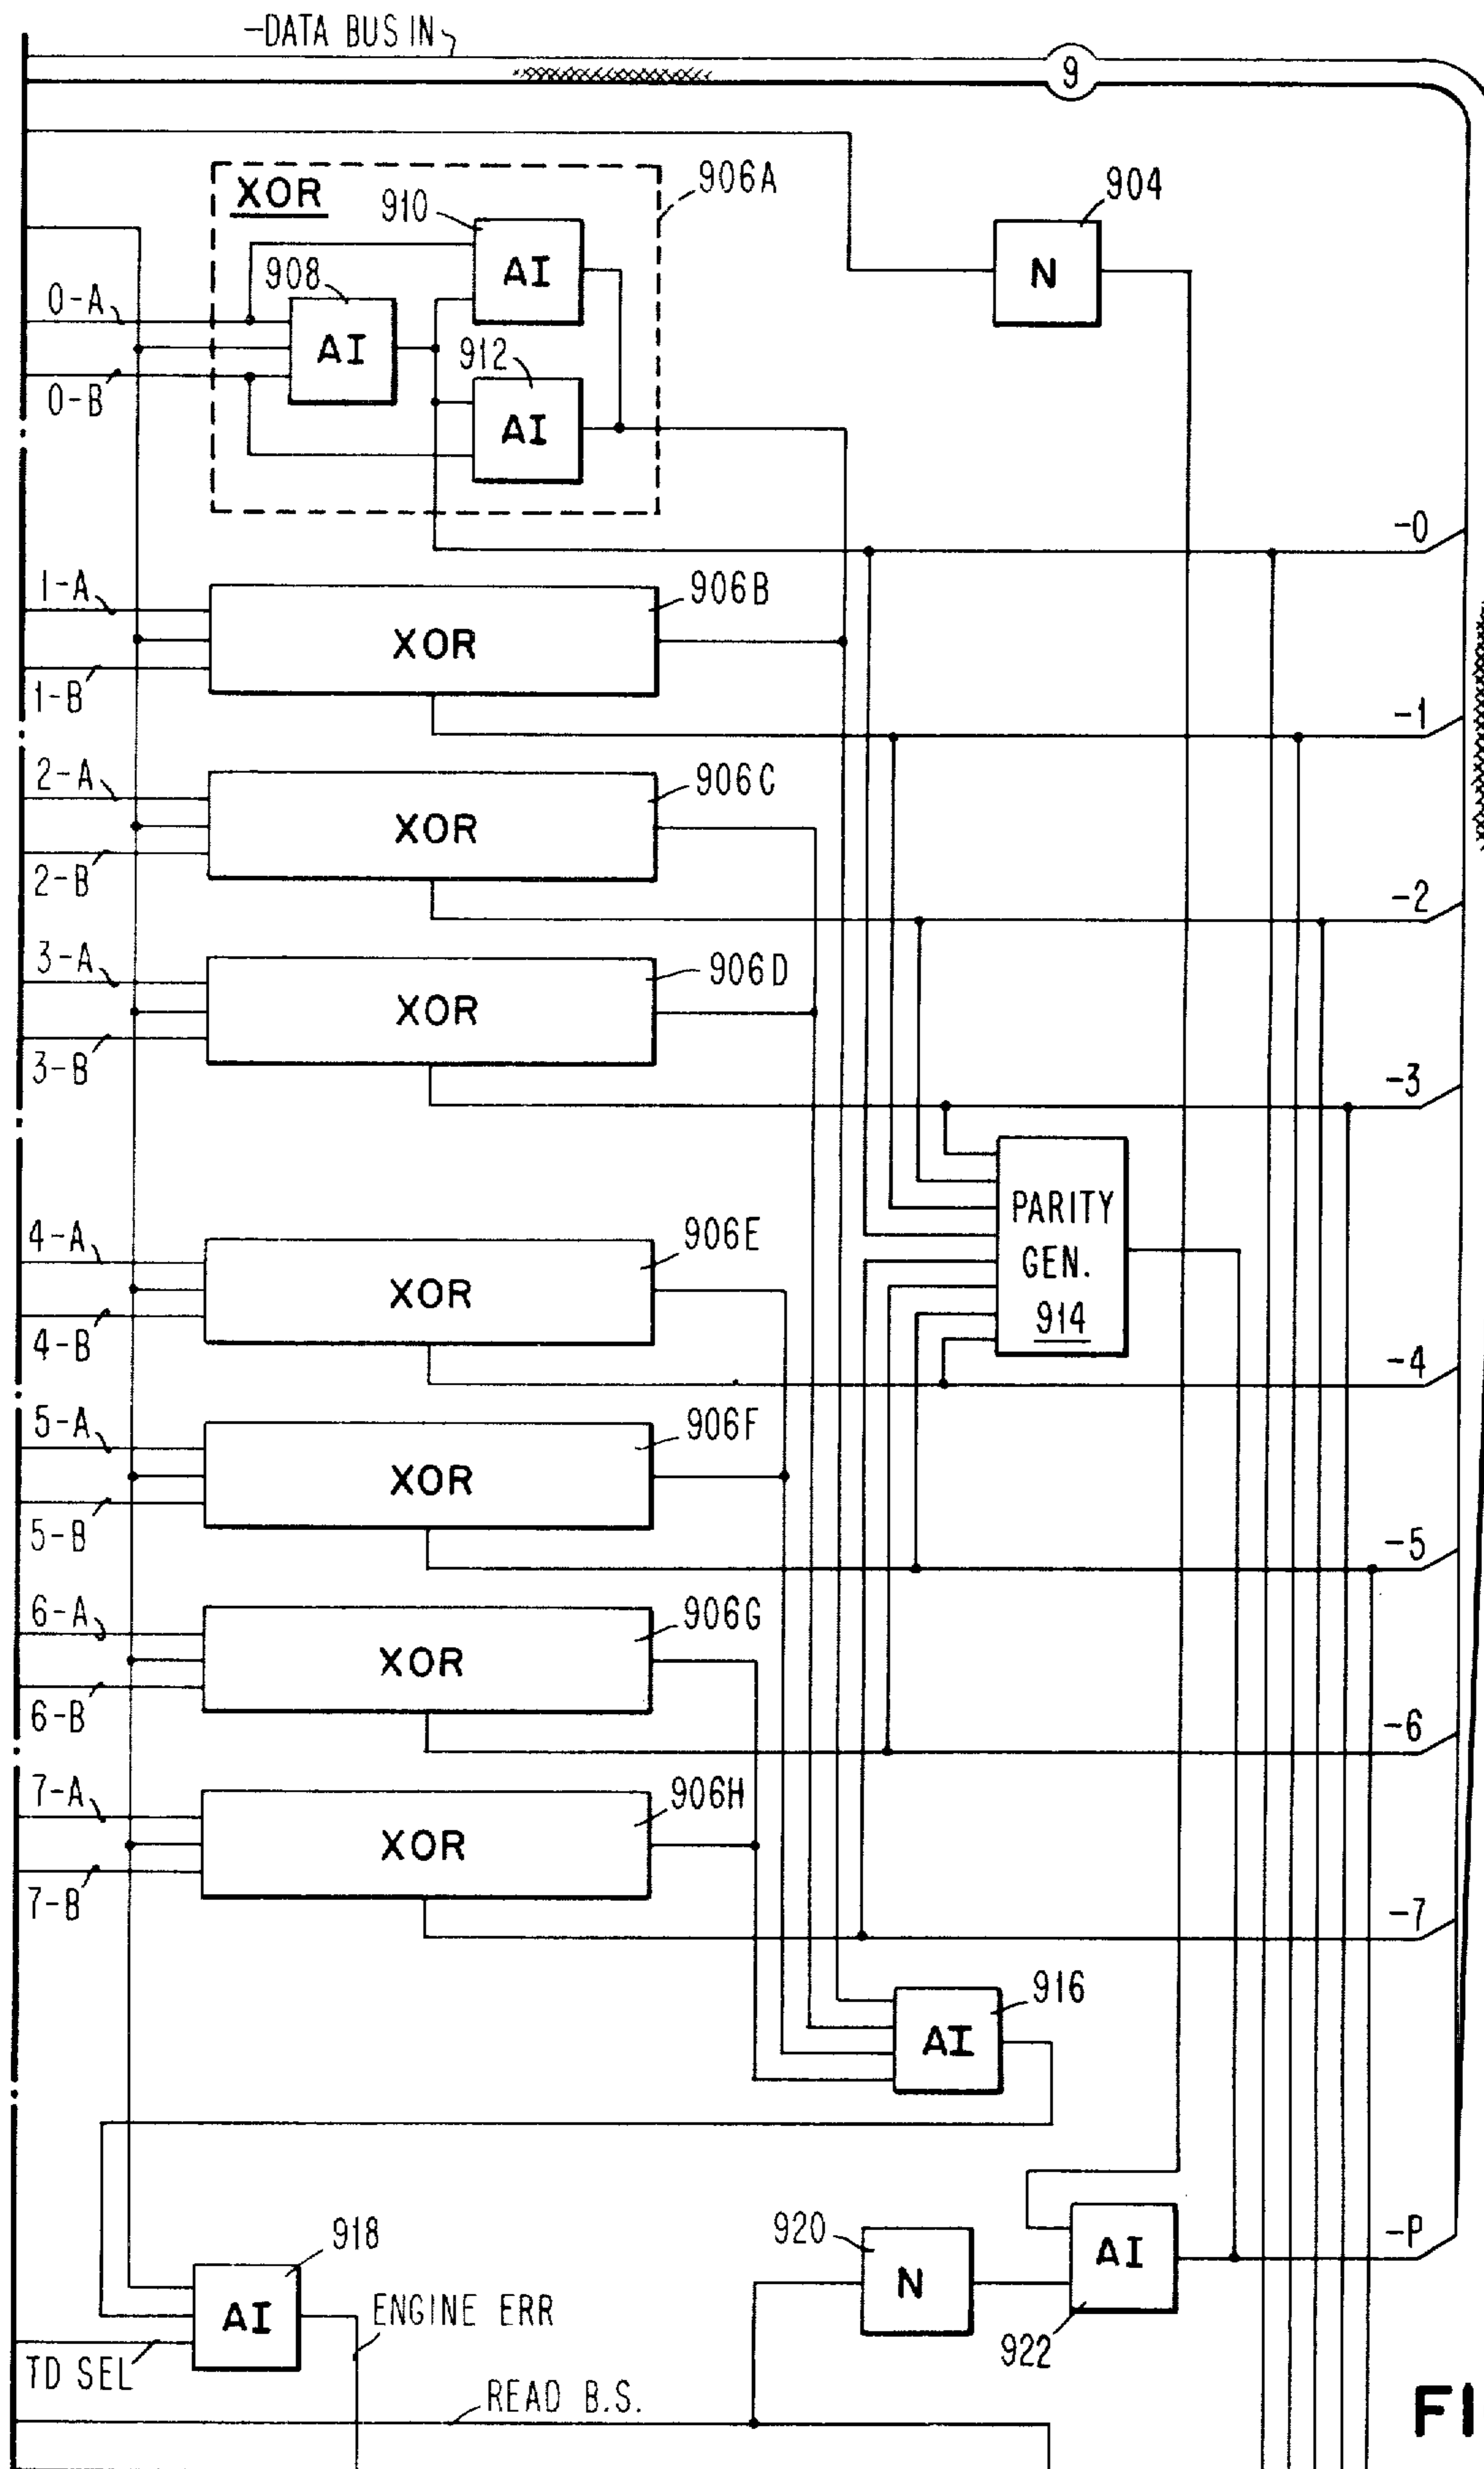 -DATA BUS IN
9
XOR
906A
910
904
AI
N
908
0-A
AI
912
0-B
AI
-0
1-A
906B
XOR
1-B
-1
2-A
906C
XOR
2-B
-2
3-A
906D
XOR
3-B
-3
PARITY
GEN.
914
4-A
906E
XOR
4-B
-4
5-A
906F
XOR
5-B
-5
6-A
906G
XOR
6-B
-6
7-A
906H
XOR
7-B
-7
916
AI
918
920
AI
-P
N
AI
ENGINE ERR
922
TD SEL
READ B.S.
FI